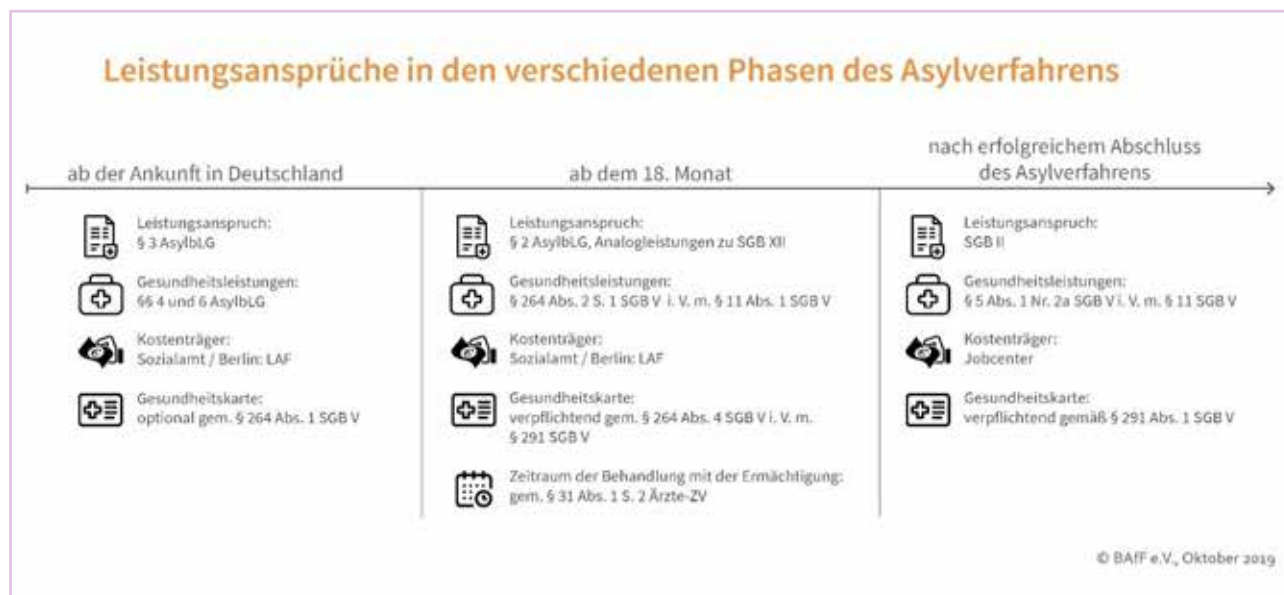 Leistungsansprüche in den verschiedenen Phasen des Asylverfahrens
ab der Ankunft in Deutschland
Leistungsanspruch:
§ 3 AsylbLG
Gesundheitsleistungen:
§§ 4 und 6 AsylbLG
Kostenträger:
Sozialamt / Berlin: LAF
Gesundheitskarte:
optional gem. § 264 Abs. 1 SGB V
ab dem 18. Monat
Leistungsanspruch:
§ 2 AsylbLG, Analogleistungen zu SGB XII
Gesundheitsleistungen:
§ 264 Abs. 2 S. 1 SGB V i. V. m. § 11 Abs. 1 SGB V
Kostenträger:
Sozialamt / Berlin: LAF
Gesundheitskarte:
verpflichtend gem. § 264 Abs. 4 SGB V i. V. m.
§ 291 SGB V
Zeitraum der Behandlung mit der Ermächtigung:
gem. § 31 Abs. 1 S. 2 Ärzte-ZV
nach erfolgreichem Abschluss
des Asylverfahrens
Leistungsanspruch:
SGB II
Gesundheitsleistungen:
§ 5 Abs. 1 Nr. 2a SGB V i. V. m. § 11 SGB V
Kostenträger:
Jobcenter
Gesundheitskarte:
verpflichtend gemäß § 291 Abs. 1 SGB V
© BAfF e.V., Oktober 2019